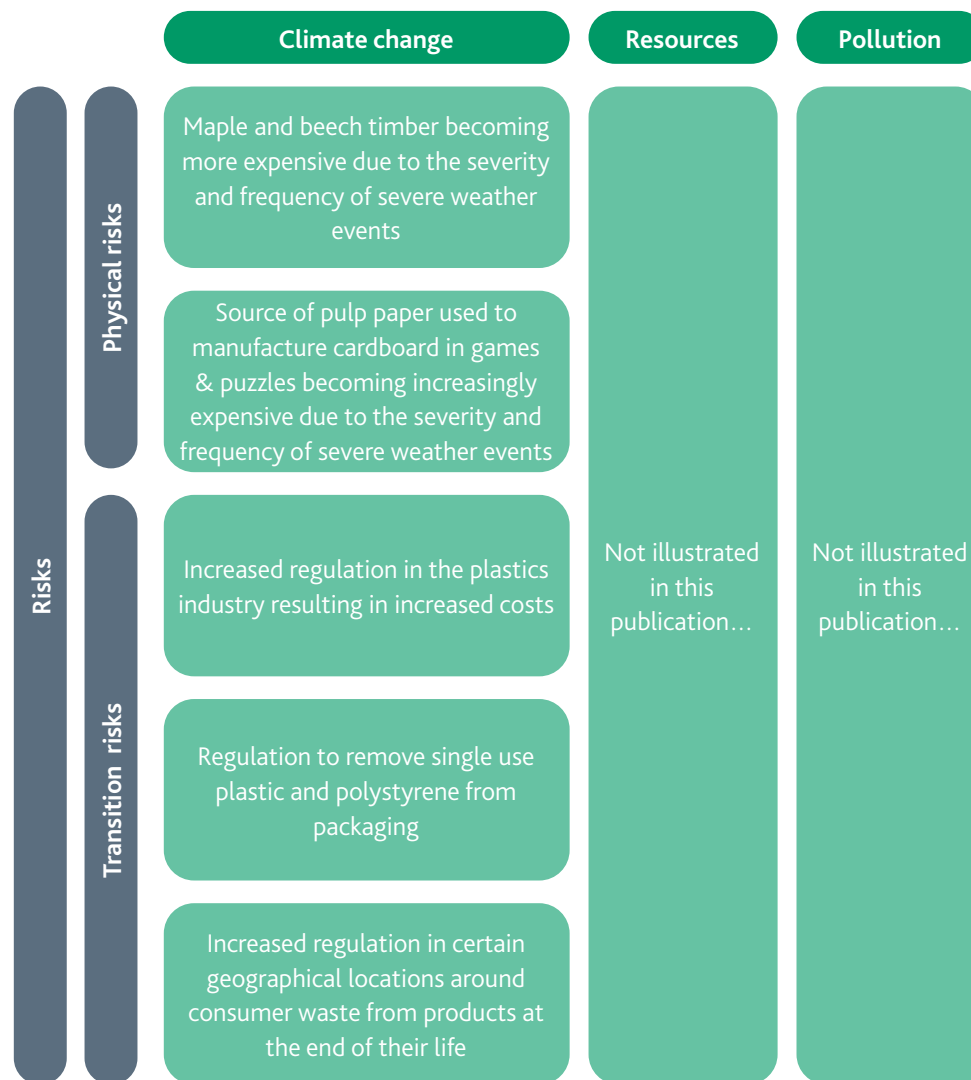 Climate change
Resources
Pollution
Risks
Physical risks
Maple and beech timber becoming
more expensive due to the severity
and frequency of severe weather
events
Source of pulp paper used to
manufacture cardboard in games
& puzzles becoming increasingly
expensive due to the severity and
frequency of severe weather events
Transition risks
Increased regulation in the plastics
industry resulting in increased costs
Regulation to remove single use
plastic and polystyrene from
packaging
Increased regulation in certain
geographical locations around
consumer waste from products at
the end of their life
Not illustrated
in this
publication…
Not illustrated
in this
publication…